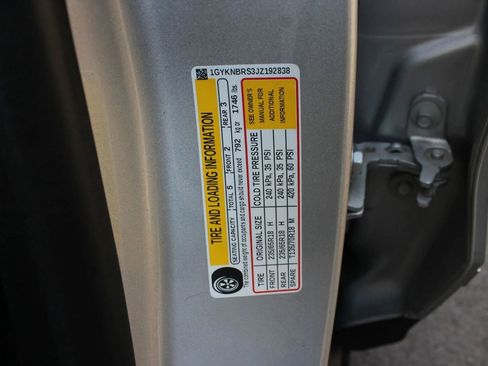 1GYKNBRS3JZ192838
TIRE AND LOADING INFORMATION
SEATING CAPACITY TOTAL 5 FRONT 2 REAR 3
The combined weight of occupants and cargo should never exceed 792 kg or 1746 lbs.
TIRE ORIGINAL SIZE COLD TIRE PRESSURE
FRONT 235/65R18 H 240 kPa, 35 PSI
REAR 235/65R18 H 240 kPa, 35 PSI
SPARE T135/70R18 M 420 kPa, 60 PSI
SEE OWNER'S
MANUAL FOR
ADDITIONAL
INFORMATION